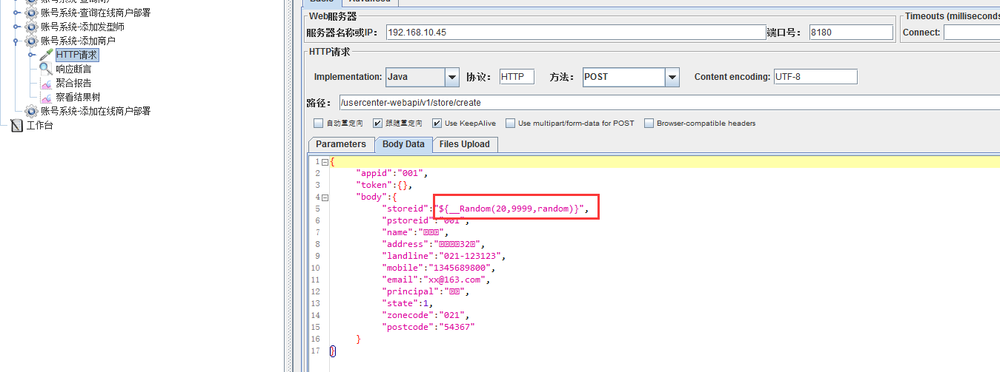 账号系统-查询在线商户部署
账号系统-添加发型师
账号系统-添加商户
HTTP请求
响应断言
聚合报告
察看结果树
账号系统-添加在线商户部署
工作台
Web服务器
Timeouts (milliseconds
服务器名称或IP： 192.168.10.45 端口号： 8180
Connect:
HTTP请求
Implementation: Java 协议： HTTP 方法： POST Content encoding: UTF-8
路径： /usercenter-webapi/v1/store/create
自动重定向 跟随重定向 Use KeepAlive Use multipart/form-data for POST Browser-compatible headers
Parameters Body Data Files Upload
1 {
2 "appid":"001",
3 "token":{},
4 "body":{
5 "storeid":"${__Random(20,9999,random)}",
6 "pstoreid":"001",
7 "name":"",
8 "address":"32",
9 "landline":"021-123123",
10 "mobile":"1345689800",
11 "email":"xx@163.com",
12 "principal":"",
13 "state":1,
14 "zonecode":"021",
15 "postcode":"54367"
16 }
17 }